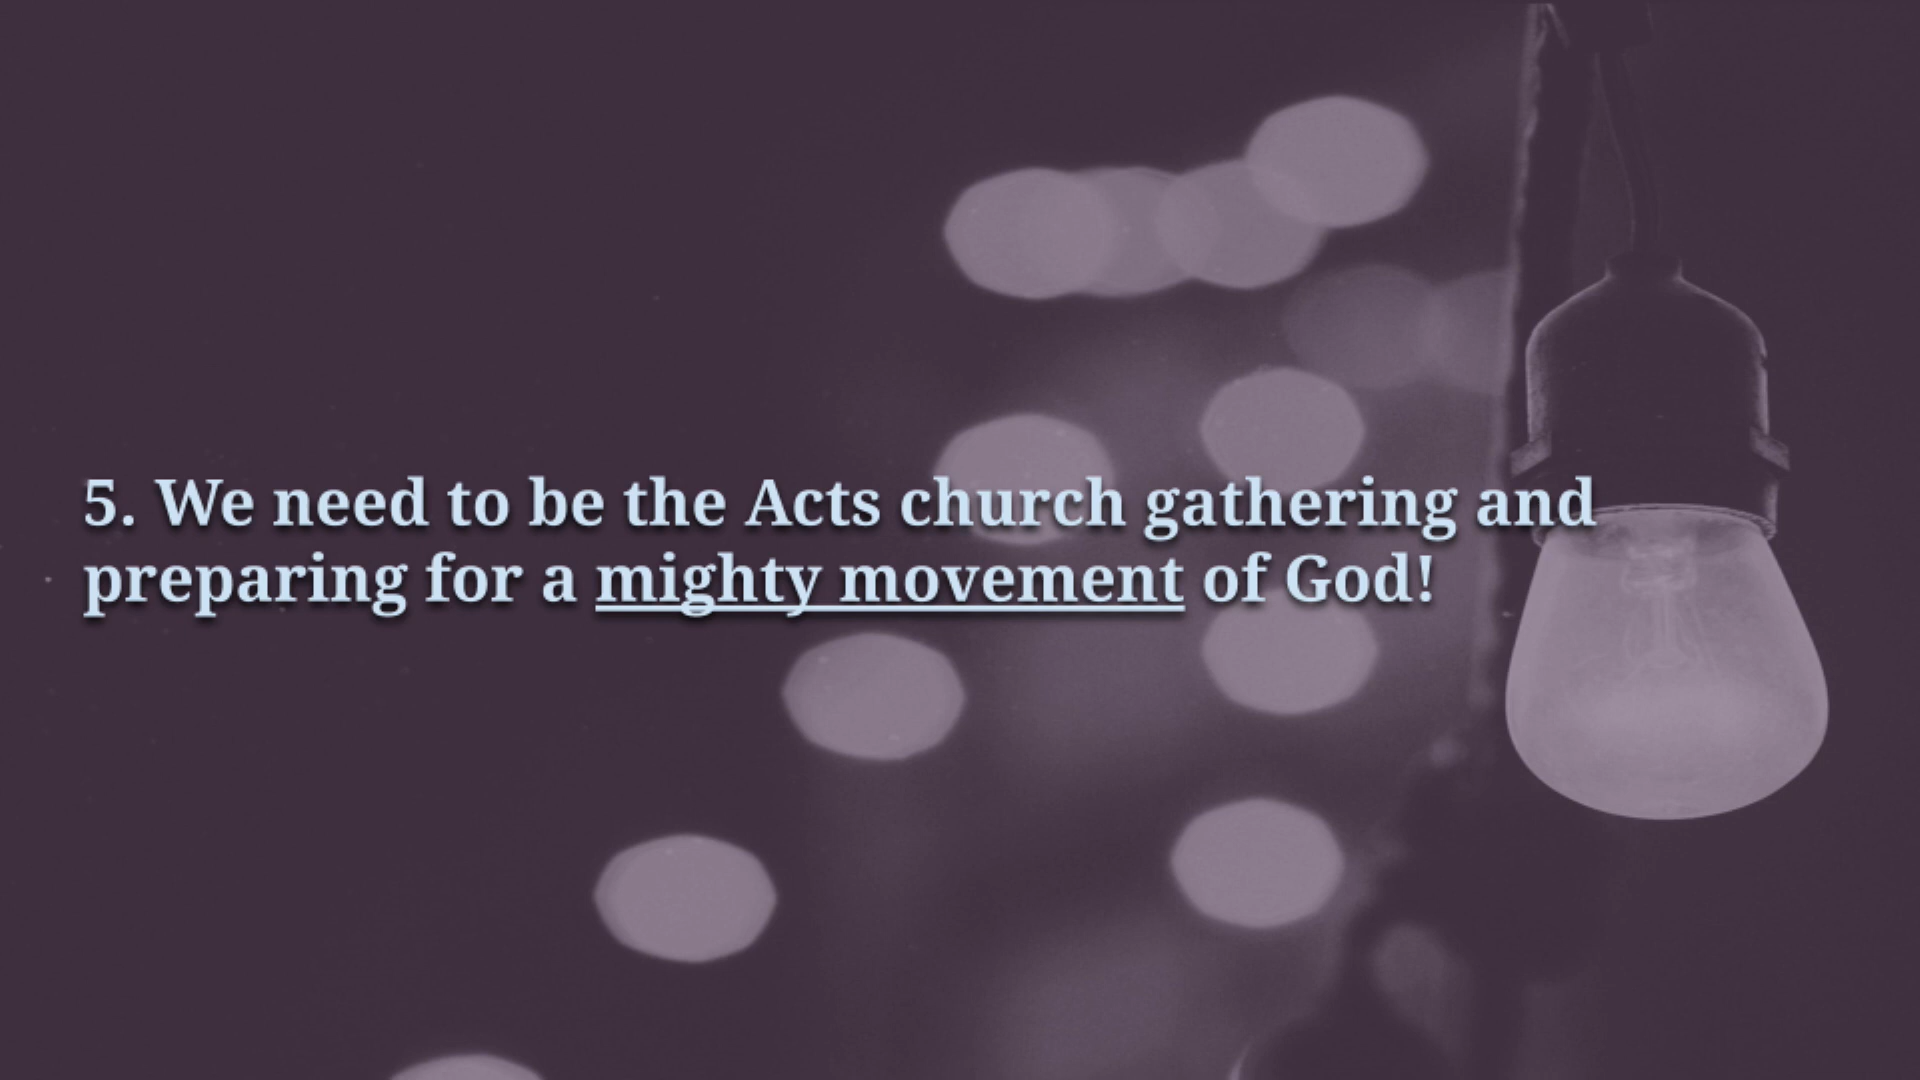 5. We need to be the Acts church gathering and
preparing for a mighty movement of God!